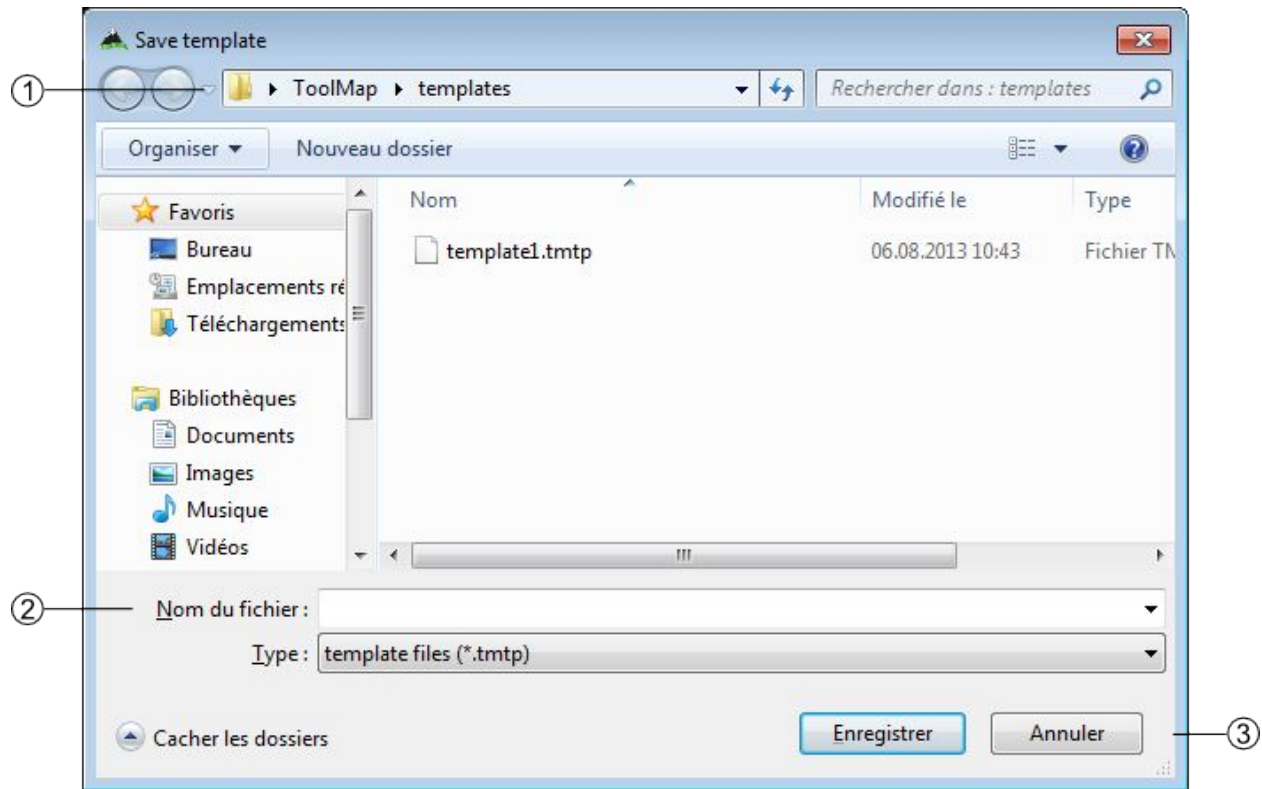 Save template
①
ToolMap templates
Rechercher dans : templates
Organiser
Nouveau dossier
Nom
Modifié le
Type
Favoris
Bureau
Emplacements ré
Téléchargements
template1.tmtp
06.08.2013 10:43
Fichier TM
Bibliothèques
Documents
Images
Musique
Vidéos
②
Nom du fichier :
Type : template files (*.tmtp)
Cacher les dossiers
Enregistrer
Annuler
③